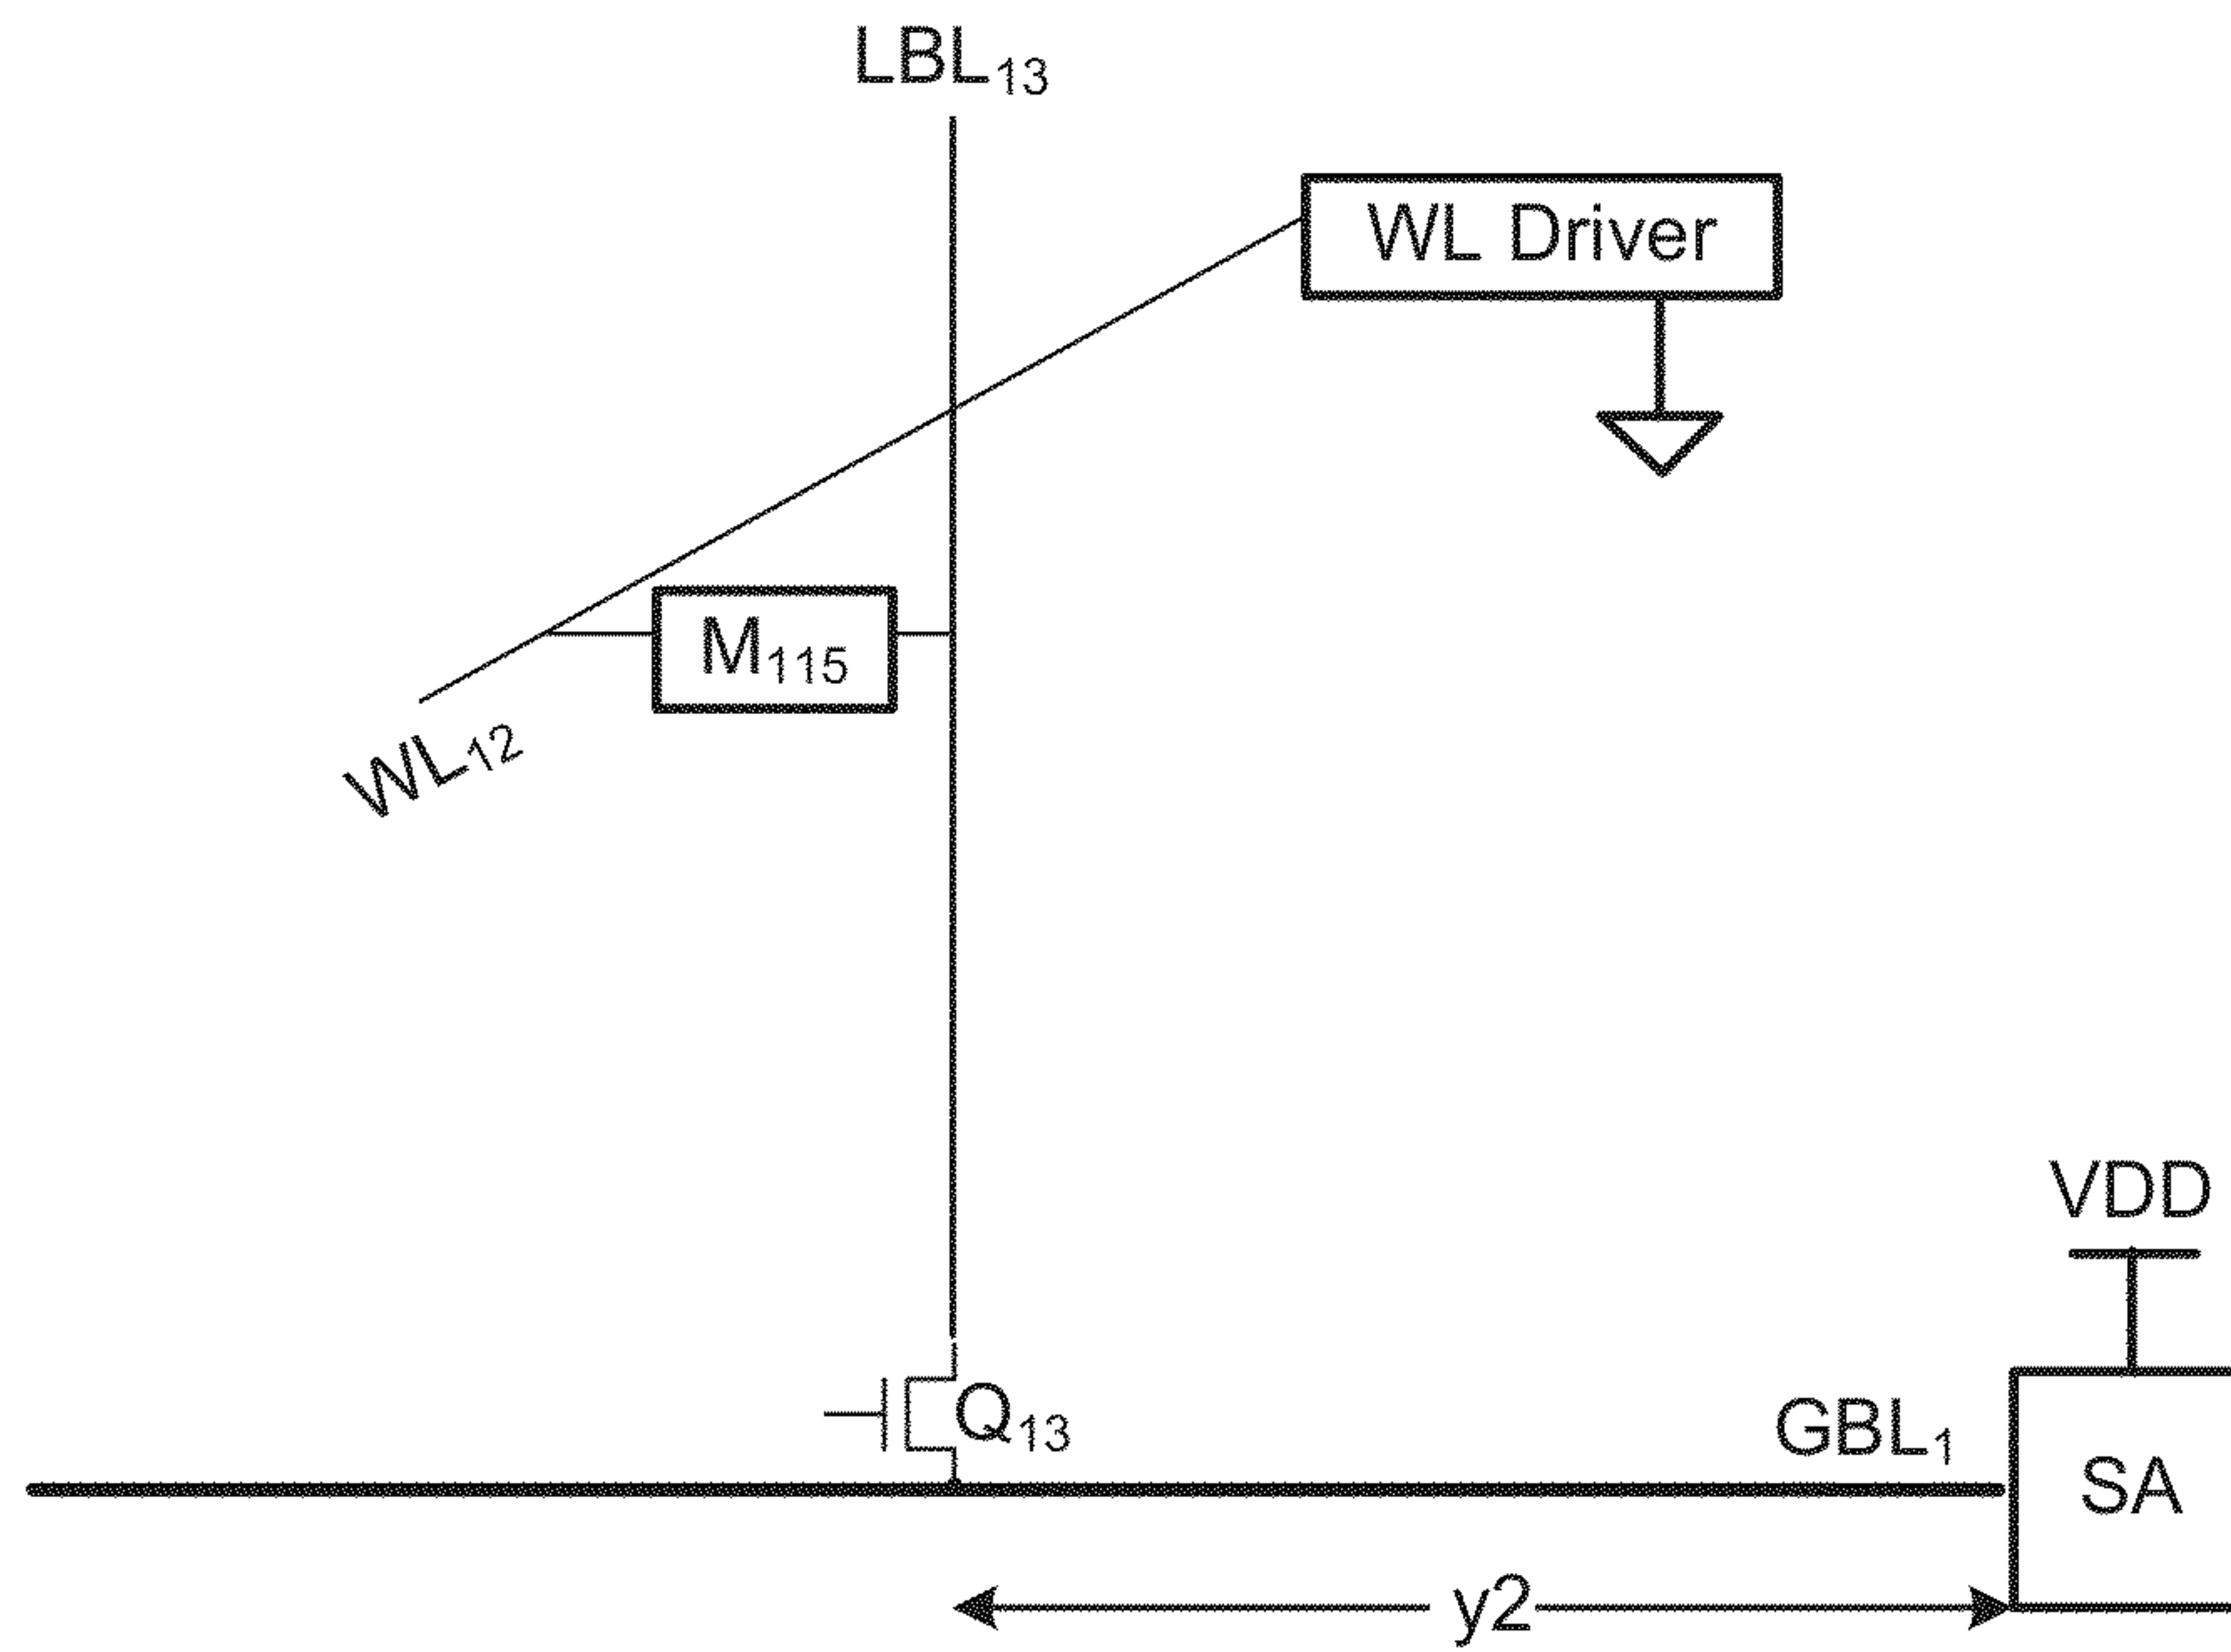 LBL₁₃
WL Driver
M₁₁₅
WL₁₂
VDD
Q₁₃
GBL₁
SA
y2